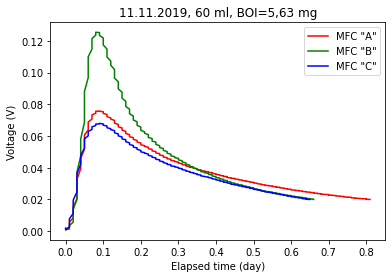 11.11.2019, 60 ml, BOI=5,63 mg
MFC "A"
MFC "B"
MFC "C"
Voltage (V)
0.12
0.10
0.08
0.06
0.04
0.02
0.00
0.0 0.1 0.2 0.3 0.4 0.5 0.6 0.7 0.8
Elapsed time (day)